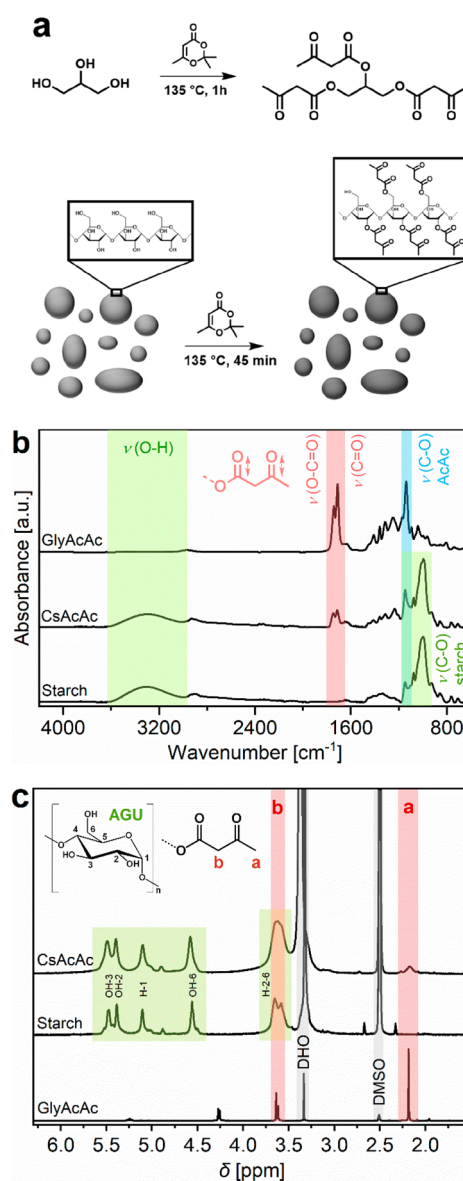 a
O
O
O
OH
HO
OH
135 °C, 1h
O
O
O
O
O
O
O
O
O
O
O
135 °C, 45 min
b
ν(O-H)
ν(O-C=O)
ν(C=O)
ν(C-O)
AcAc
O
O
O
GlyAcAc
CsAcAc
Starch
ν(C-O)
starch
Absorbance [a.u.]
4000
3200
2400
1600
800
Wavenumber [cm⁻¹]
c
AGU
HO
6
4
5
O
O
HO
3
2
OH
1
O
n
O
O
O
b
a
b
a
CsAcAc
OH-3
OH-2
H-1
OH-6
H-2-6
Starch
DHO
DMSO
GlyAcAc
6.0
5.5
5.0
4.5
4.0
3.5
3.0
2.5
2.0
δ [ppm]